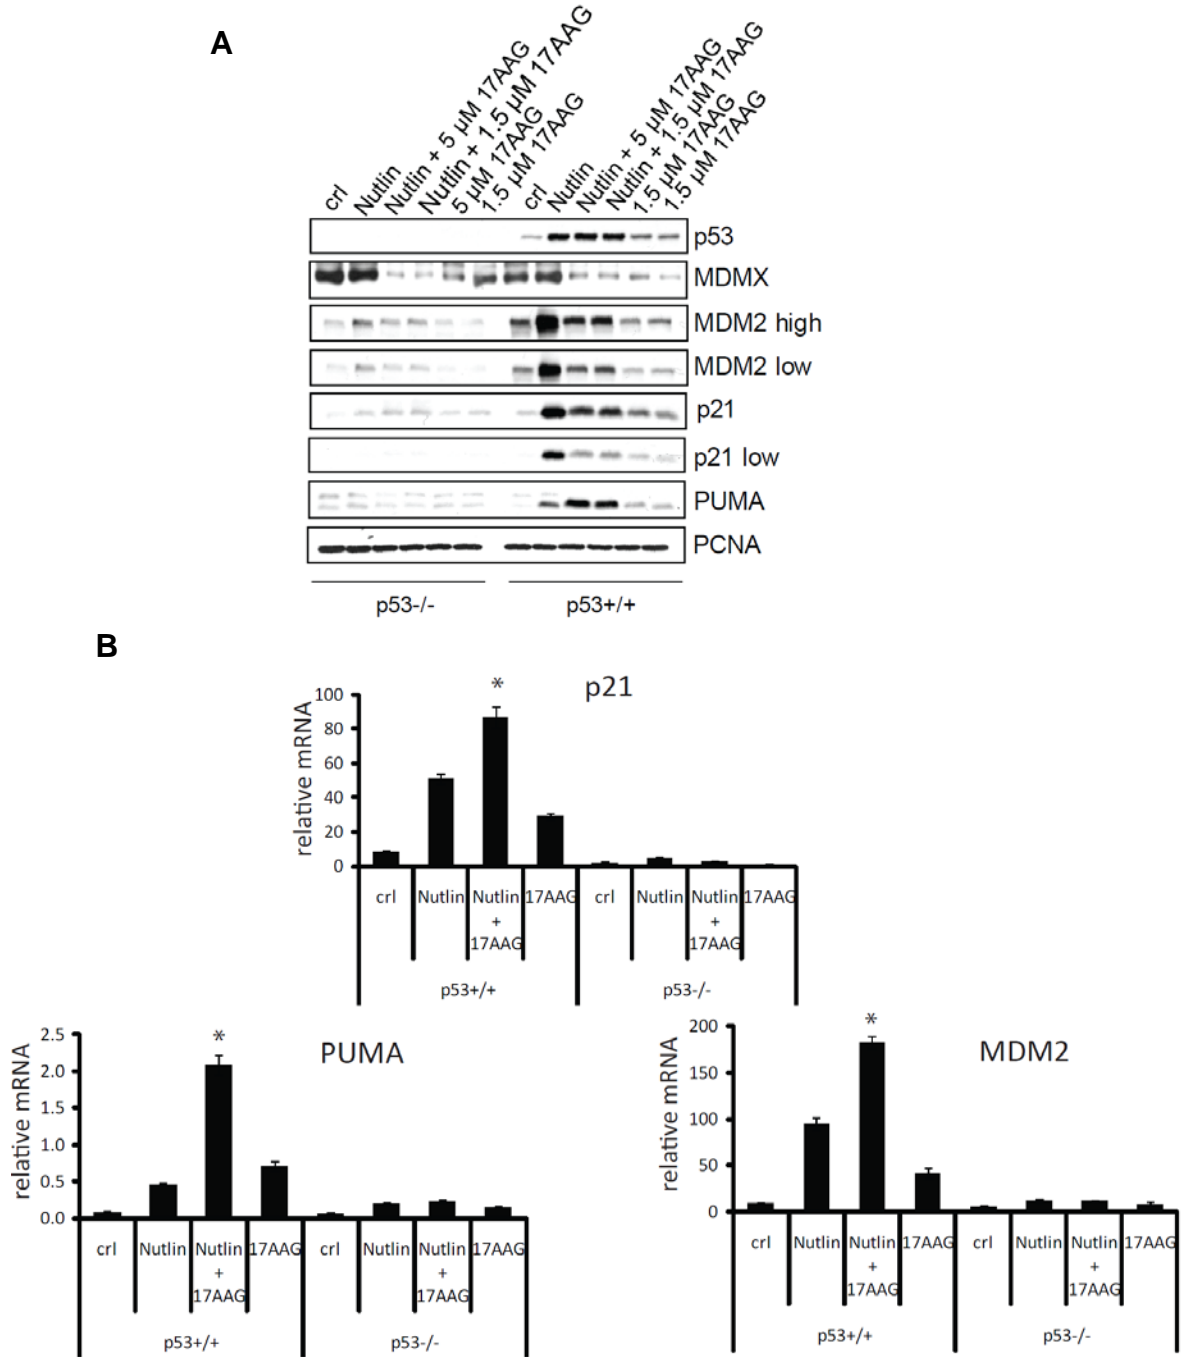 A
crl
Nutlin
Nutlin + 5 µM 17AAG
Nutlin + 1.5 µM 17AAG
5 µM 17AAG
1.5 µM 17AAG
crl
Nutlin
Nutlin + 5 µM 17AAG
Nutlin + 1.5 µM 17AAG
1.5 µM 17AAG
1.5 µM 17AAG
p53
MDMX
MDM2 high
MDM2 low
p21
p21 low
PUMA
PCNA
p53-/- p53+/+
B
p21
*
relative mRNA
100
80
60
40
20
0
crl Nutlin Nutlin + 17AAG 17AAG crl Nutlin Nutlin + 17AAG 17AAG
p53+/+ p53-/-
PUMA
*
relative mRNA
2.5
2.0
1.5
1.0
0.5
0.0
crl Nutlin Nutlin + 17AAG 17AAG crl Nutlin Nutlin + 17AAG 17AAG
p53+/+ p53-/-
MDM2
*
relative mRNA
200
150
100
50
0
crl Nutlin Nutlin + 17AAG 17AAG crl Nutlin Nutlin + 17AAG 17AAG
p53+/+ p53-/-